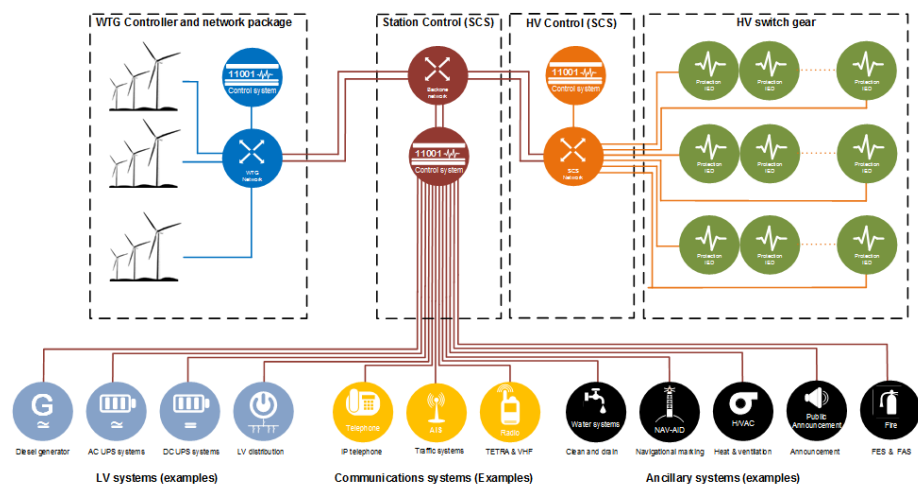 WTG Controller and network package
Station Control (SCS)
HV Control (SCS)
HV switch gear
11001
Control system
WTG
Network
Backbone
network
11001
Control system
11001
Control system
SCS
Network
Protection
IED
Protection
IED
Protection
IED
Protection
IED
Protection
IED
Protection
IED
Protection
IED
Protection
IED
Protection
IED
G
Telephone
AIS
Radio
Water systems
NAV-AID
H/VAC
Public
Announcement
Fire
Diesel generator
AC UPS systems
DC UPS systems
LV distribution
IP telephone
Traffic systems
TETRA & VHF
Clean and drain
Navigational marking
Heat & ventilation
Announcement
FES & FAS
LV systems (examples)
Communications systems (Examples)
Ancillary systems (examples)